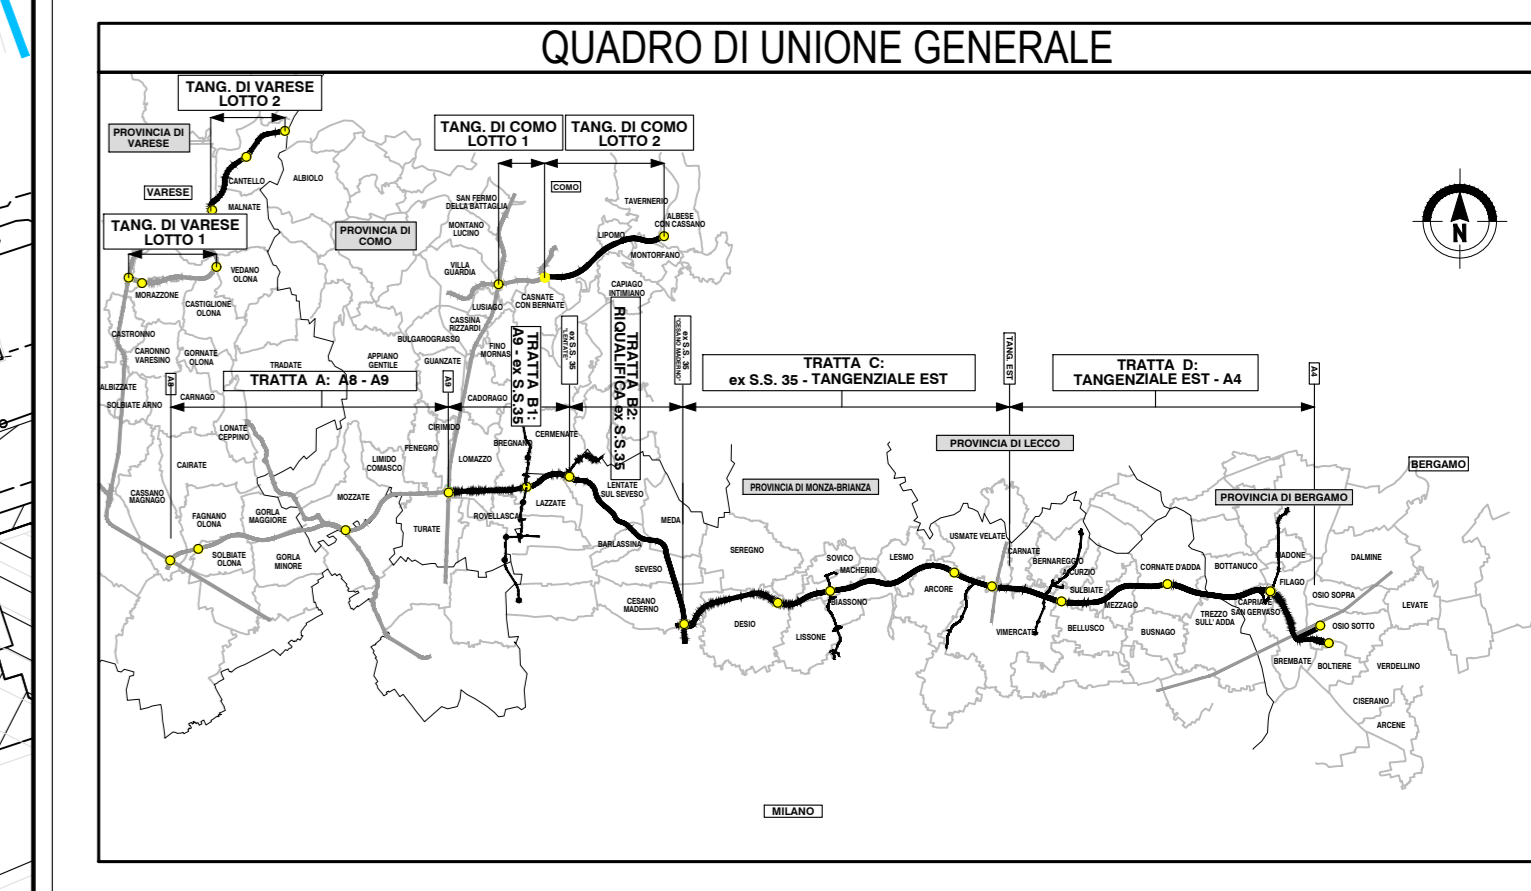 QUADRO DI UNIONE GENERALE
TANG. DI VARESE
LOTTO 2
PROVINCIA DI
VARESE
VARESE
CANTELLO
ALBIOLO
MALNATE
TANG. DI VARESE
LOTTO 1
VEDANO
OLONA
MORAZZONE
CASTIGLIONE
OLONA
CASTRONNO
CARONNO
VARESINO
GORNATE
OLONA
TRADATE
ALBIZZATE
SOLBIATE ARNO
A8
CARNAGO
PROVINCIA DI
COMO
TANG. DI COMO
LOTTO 1
TANG. DI COMO
LOTTO 2
COMO
SAN FERMO
DELLA BATTAGLIA
MONTANO
LUCINO
VILLA
GUARDIA
TAVERNERIO
ALBESE
CON CASSANO
LIPOMO
MONTORFANO
LUSIAGO
CASNATE
CON BERNATE
CAPIAGO
INTIMIANO
CASSINA
RIZZARDI
BULGAROGRASSO
FINO
MORNAS
APPIANO
GENTILE
GUANZATE
TRATTA A: A8 - A9
A9
CADORAGO
CIRIMIDO
TRATTA B1:
A9 - ex S.S.35
ex S.S. 35
"LENTATE"
TRATTA B2:
RIQUALIFICA ex S.S.35
ex S.S. 35
"CESANO MADERNO"
TRATTA C:
ex S.S. 35 - TANGENZIALE EST
TANG. EST
TRATTA D:
TANGENZIALE EST - A4
A4
LONATE
CEPPINO
CAIRATE
FENEGRO
LIMIDO
COMASCO
LOMAZZO
BREGNANO
CERMENATE
CASSANO
MAGNAGO
MOZZATE
FAGNANO
OLONA
GORLA
MAGGIORE
TURATE
ROVELLASCA
LAZZATE
LENTATE
SUL SEVESO
SOLBIATE
OLONA
GORLA
MINORE
MEDA
BARLASSINA
SEVESO
CESANO
MADERNO
PROVINCIA DI MONZA-BRIANZA
PROVINCIA DI LECCO
BERGAMO
PROVINCIA DI BERGAMO
SEREGNO
DESIO
LISSONE
SOVICO
MACHERIO
BIASSONO
LESMO
ARCORE
USMATE VELATE
CARNATE
BERNAREGGIO
AICURZIO
SULBIATE
VIMERCATE
BELLUSCO
MEZZAGO
CORNATE D'ADDA
BUSNAGO
TREZZO
SULL' ADDA
BOTTANUCO
MADONE
FILAGO
CAPRIATE
SAN GERVASO
DALMINE
OSIO SOPRA
OSIO SOTTO
LEVATE
BREMBATE
BOLTIERE
VERDELLINO
CISERANO
ARCENE
MILANO
N